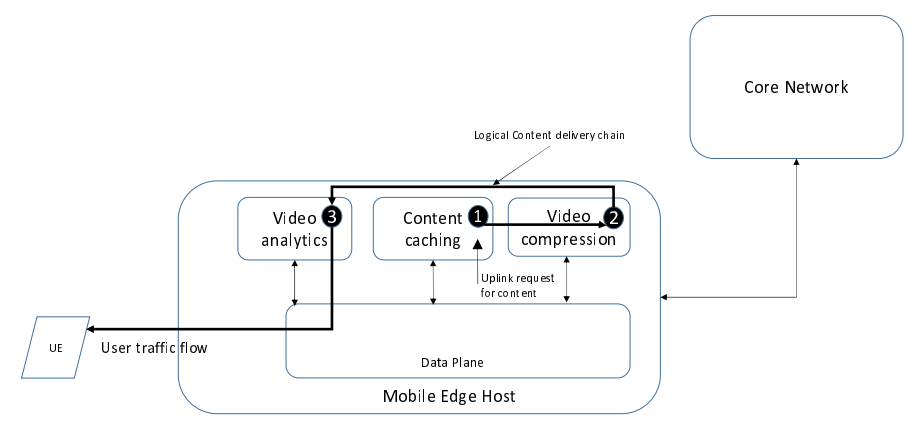 Core Network
Logical Content delivery chain
Video
analytics
3
Content
caching
1
Video
compression
2
Uplink request
for content
UE
User traffic flow
Data Plane
Mobile Edge Host